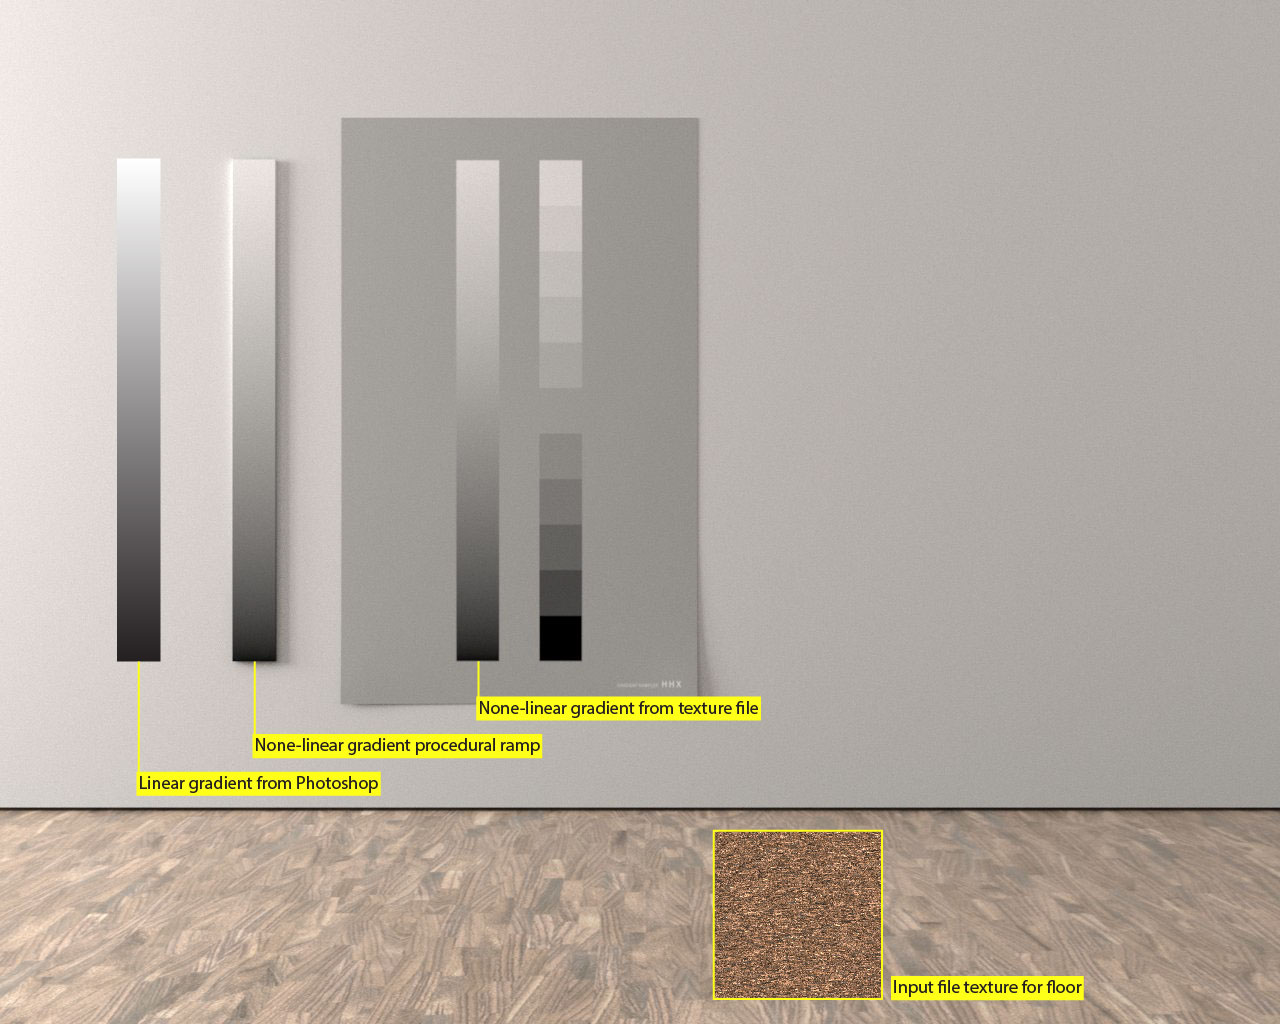 HHX
None-linear gradient from texture file
None-linear gradient procedural ramp
Linear gradient from Photoshop
Input file texture for floor